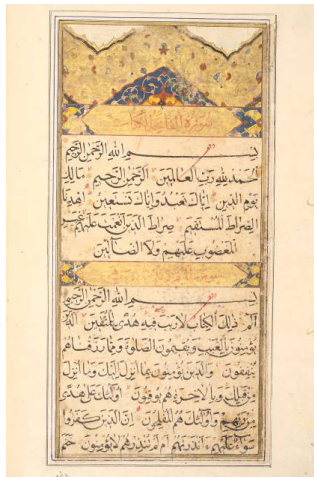 سورة الفاتحة الكتاب
بسم الله الرحمن الرحيم
الحمد لله رب العالمين الرحمن الرحيم مالك
يوم الدين اياك نعبد واياك نستعين اهدنا
الصراط المستقيم صراط الذين انعمت عليهم غير
المغضوب عليهم ولا الضالين
بسم الله الرحمن الرحيم
الم ذلك الكتاب لا ريب فيه هدى للمتقين الذين
يؤمنون بالغيب ويقيمون الصلوة ومما رزقناهم
ينفقون والذين يؤمنون بما انزل اليك وما انزل
من قبلك وبالاخرة هم يوقنون اولئك على هدى
من ربهم واولئك هم المفلحون ان الذين كفروا
سواء عليهم ءانذرتهم ام لم تنذرهم لا يؤمنون ختم